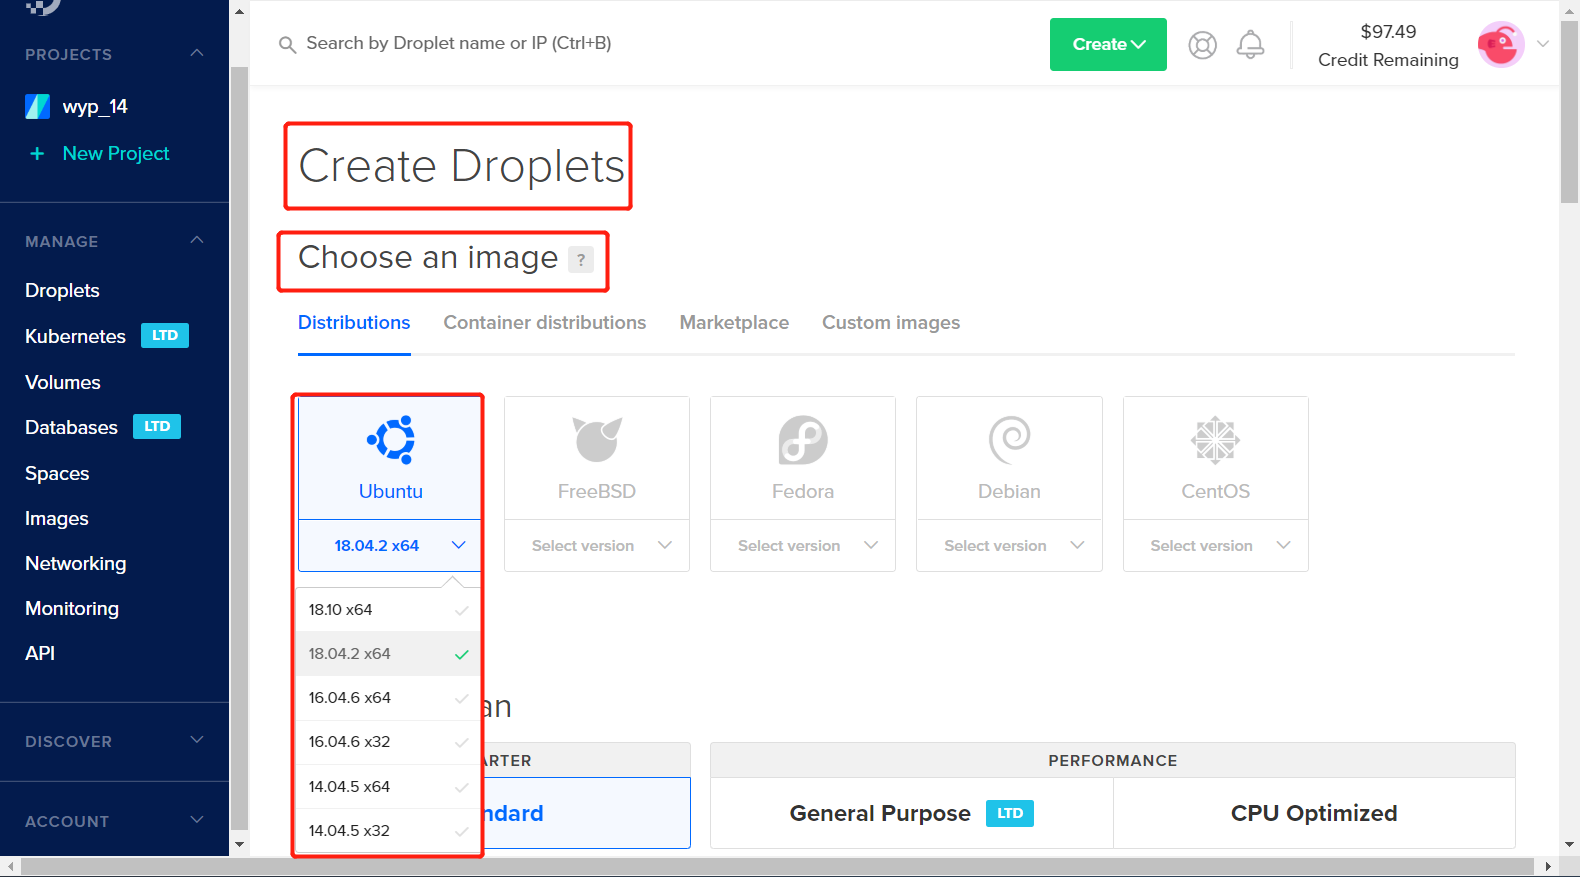 PROJECTS
wyp_14
+ New Project
MANAGE
Droplets
Kubernetes LTD
Volumes
Databases LTD
Spaces
Images
Networking
Monitoring
API
DISCOVER
ACCOUNT
Search by Droplet name or IP (Ctrl+B)
Create
$97.49
Credit Remaining
Create Droplets
Choose an image ?
Distributions Container distributions Marketplace Custom images
Ubuntu FreeBSD Fedora Debian CentOS
18.04.2 x64 Select version Select version Select version Select version
18.10 x64
18.04.2 x64
16.04.6 x64
16.04.6 x32
14.04.5 x64
14.04.5 x32
an
ARTER PERFORMANCE
ndard General Purpose LTD CPU Optimized